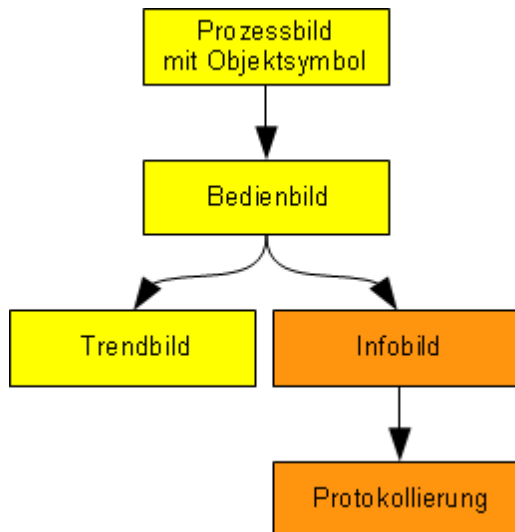 Prozessbild
mit Objektsymbol
Bedienbild
Trendbild
Infobild
Protokollierung